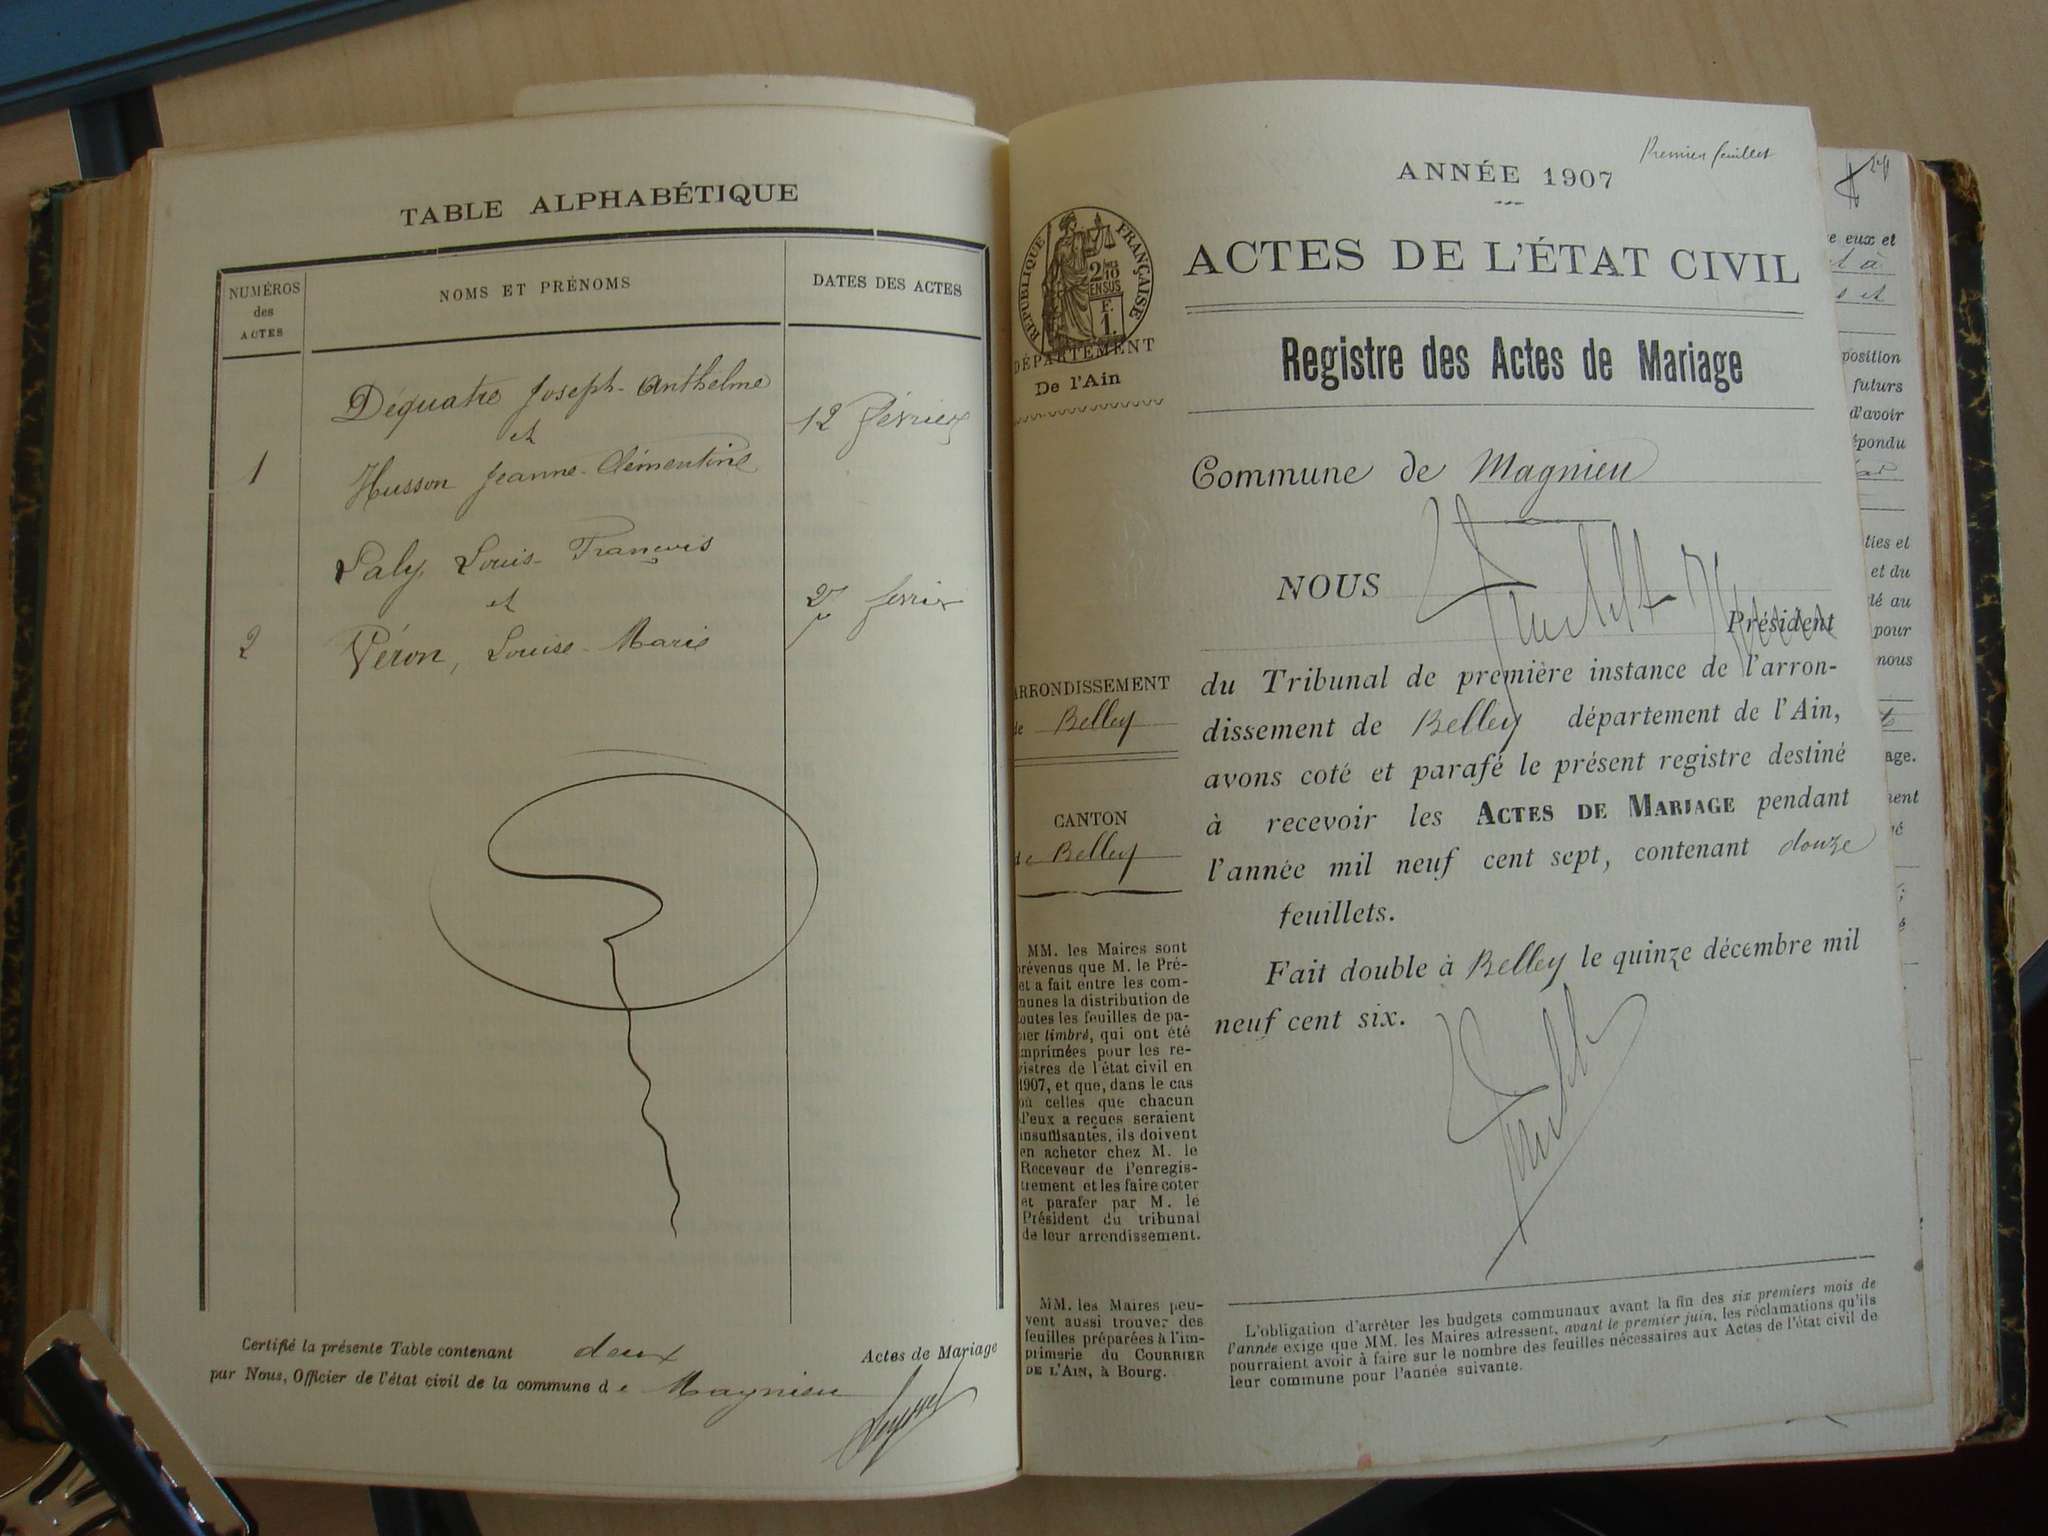 TABLE ALPHABÉTIQUE
NUMÉROS des ACTES
NOMS ET PRÉNOMS
DATES DES ACTES
Déquatre Joseph-Anthelme
et
1
Husson Jeanne-Clémentine
12 février
Laly, Louis-François
et
2
Véron, Louise-Marie
27 février
Certifié la présente Table contenant deux Actes de Mariage
par Nous, Officier de l'état civil de la commune de Magnieu
Premier feuillet
ANNÉE 1907
ACTES DE L'ÉTAT CIVIL
RÉPUBLIQUE FRANÇAISE
DÉPARTEMENT
De l'Ain
Registre des Actes de Mariage
Commune de Magnieu
NOUS
Président
du Tribunal de première instance de l'arron-
dissement de Belley département de l'Ain,
avons coté et parafé le présent registre destiné
à recevoir les ACTES DE MARIAGE pendant
l'année mil neuf cent sept, contenant douze
feuillets.
Fait double à Belley le quinze décembre mil
neuf cent six.
ARRONDISSEMENT
de Belley
CANTON
de Belley
MM. les Maires sont
prévenus que M. le Pré-
et a fait entre les com-
munes la distribution de
toutes les feuilles de pa-
pier timbré, qui ont été
imprimées pour les re-
gistres de l'état civil en
1907, et que, dans le cas
où celles que chacun
d'eux a reçues seraient
insuffisantes, ils doivent
en acheter chez M. le
Receveur de l'enregis-
trement et les faire coter
et parafer par M. le
Président du tribunal
de leur arrondissement.
MM. les Maires peu-
vent aussi trouver des
feuilles préparées à l'im-
primerie du COURRIER
DE L'AIN, à Bourg.
L'obligation d'arrêter les budgets communaux avant la fin des six premiers mois de
l'année exige que MM. les Maires adressent, avant le premier juin, les réclamations qu'ils
pourraient avoir à faire sur le nombre des feuilles nécessaires aux Actes de l'état civil de
leur commune pour l'année suivante.